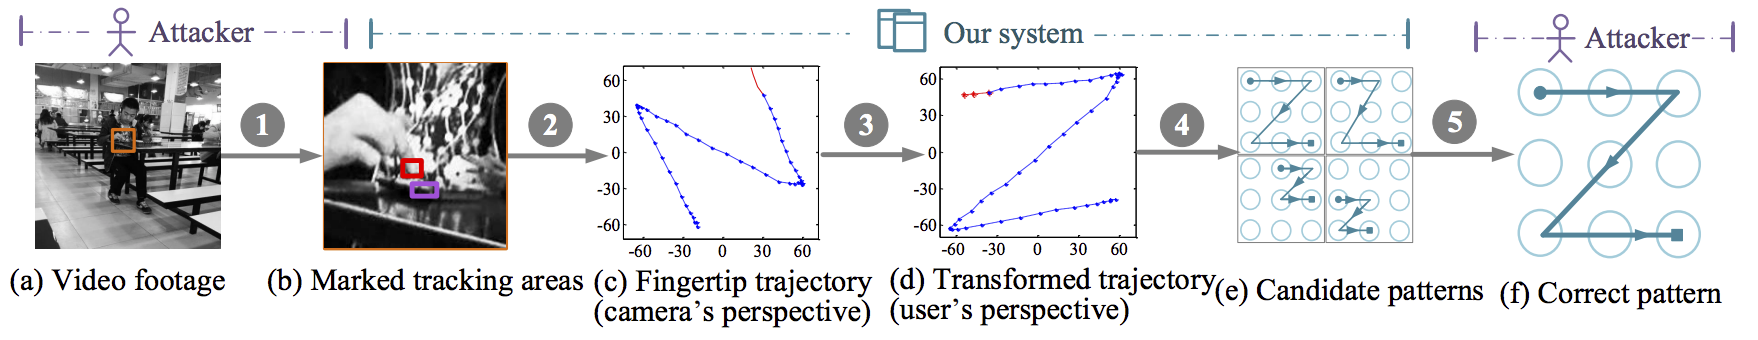 Attacker
Our system
Attacker
1
2
3
4
5
60
30
0
-30
-60
-60
-30
0
30
60
60
30
0
-30
-60
-60
-30
0
30
60
(a) Video footage
(b) Marked tracking areas
(c) Fingertip trajectory
(camera's perspective)
(d) Transformed trajectory
(user's perspective)
(e) Candidate patterns
(f) Correct pattern